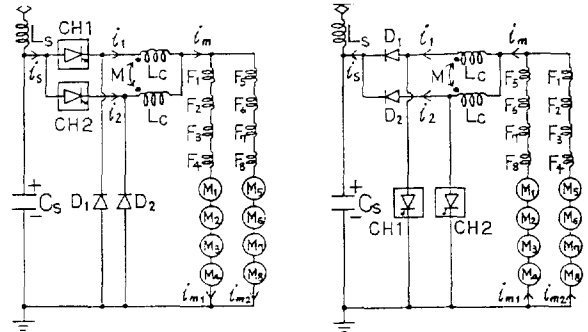 Ls
CH1
i1
im
is
M
Lc
F1
F5
CH2
i2
Lc
F2
F6
F3
F7
F4
F8
+
Cs
−
D1
D2
M1
M5
M2
M6
M3
M7
M4
M8
im1
im2
Ls
D1
i1
im
is
M
Lc
F5
F1
D2
i2
Lc
F6
F2
F7
F3
F8
F4
+
Cs
−
CH1
CH2
M1
M5
M2
M6
M3
M7
M4
M8
im1
im2